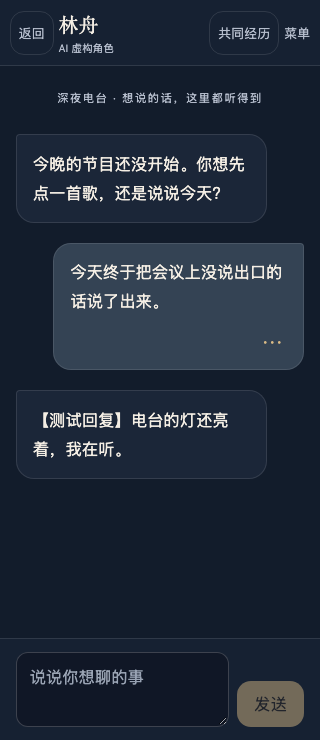 返回
林舟
AI 虚构角色
共同经历
菜单
深夜电台 · 想说的话，这里都听得到
今晚的节目还没开始。你想先
点一首歌，还是说说今天？
今天终于把会议上没说出口的
话说了出来。
...
【测试回复】电台的灯还亮
着，我在听。
说说你想聊的事
发送